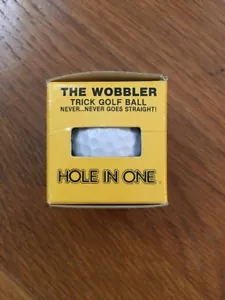 THE WOBBLER
TRICK GOLF BALL
NEVER...NEVER GOES STRAIGHT!
HOLE IN ONE